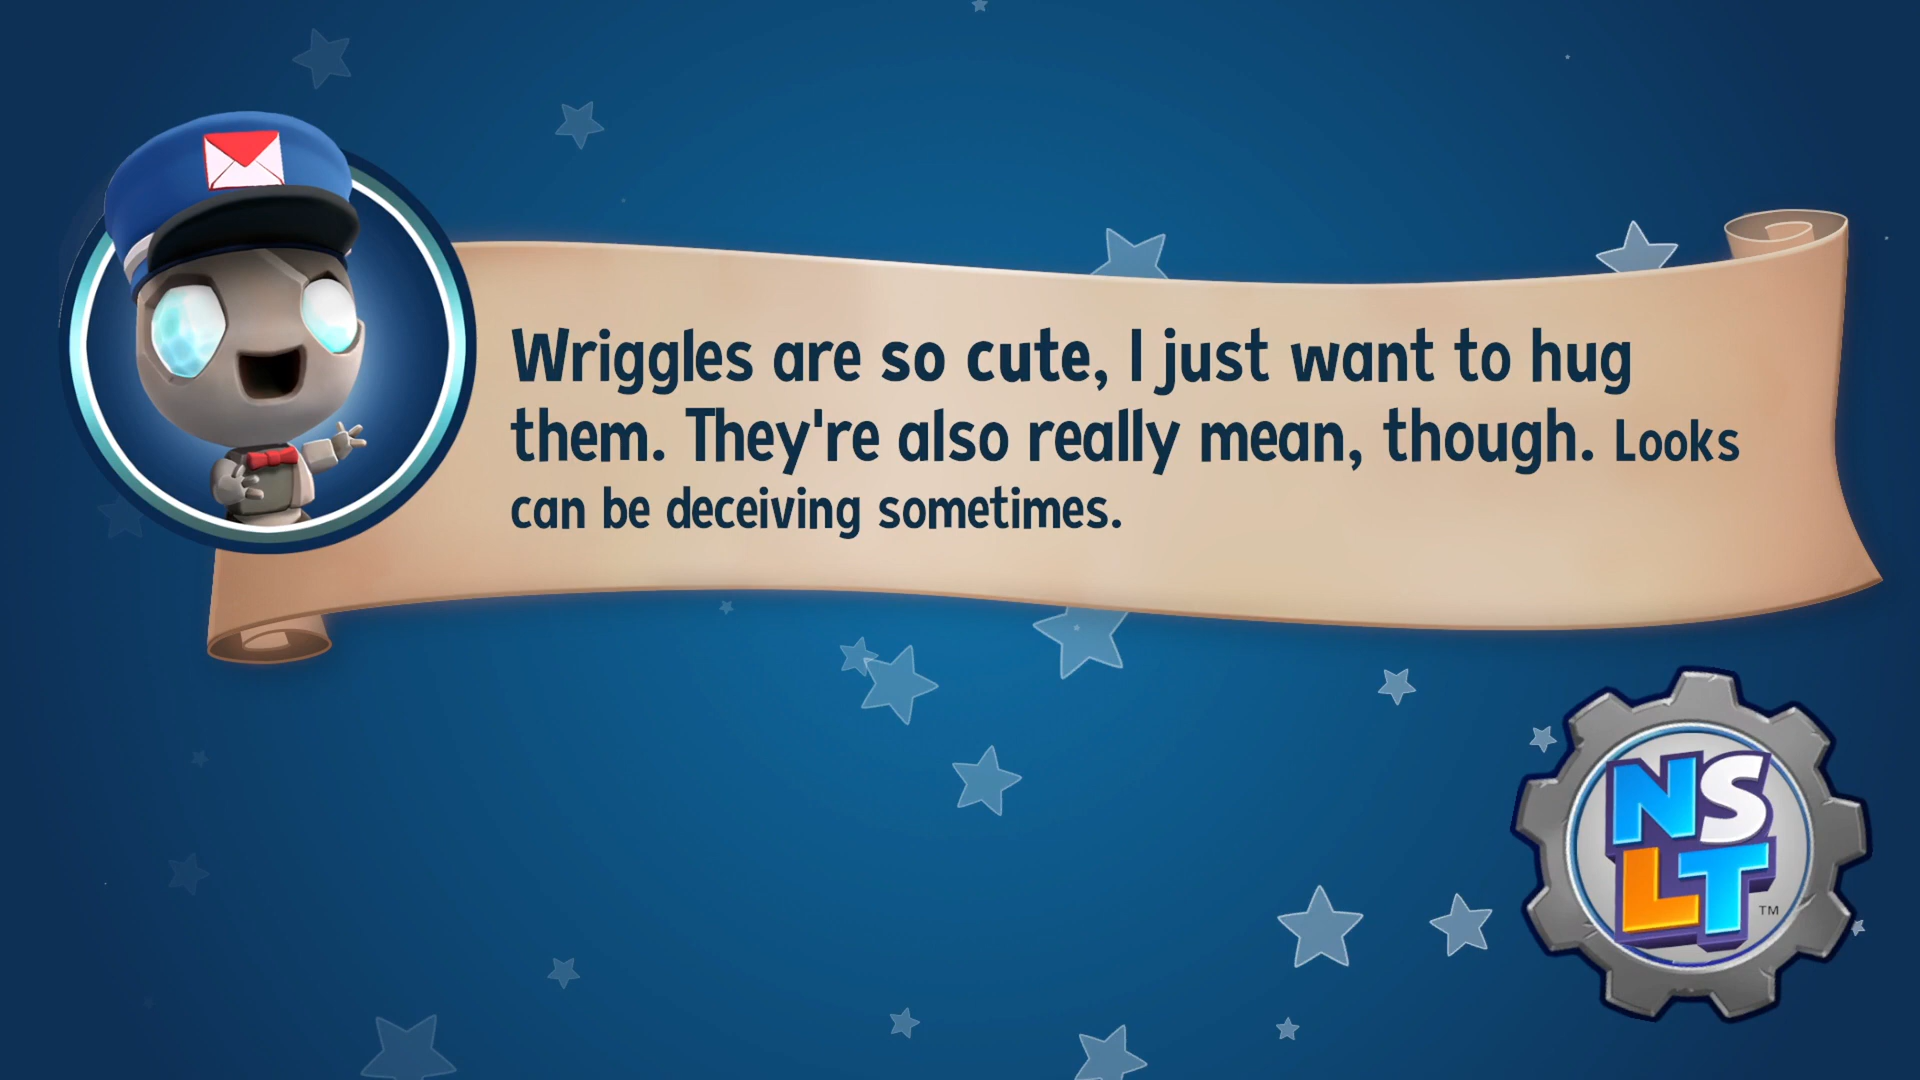 Wriggles are so cute, I just want to hug
them. They're also really mean, though. Looks
can be deceiving sometimes.
NS
LT
TM